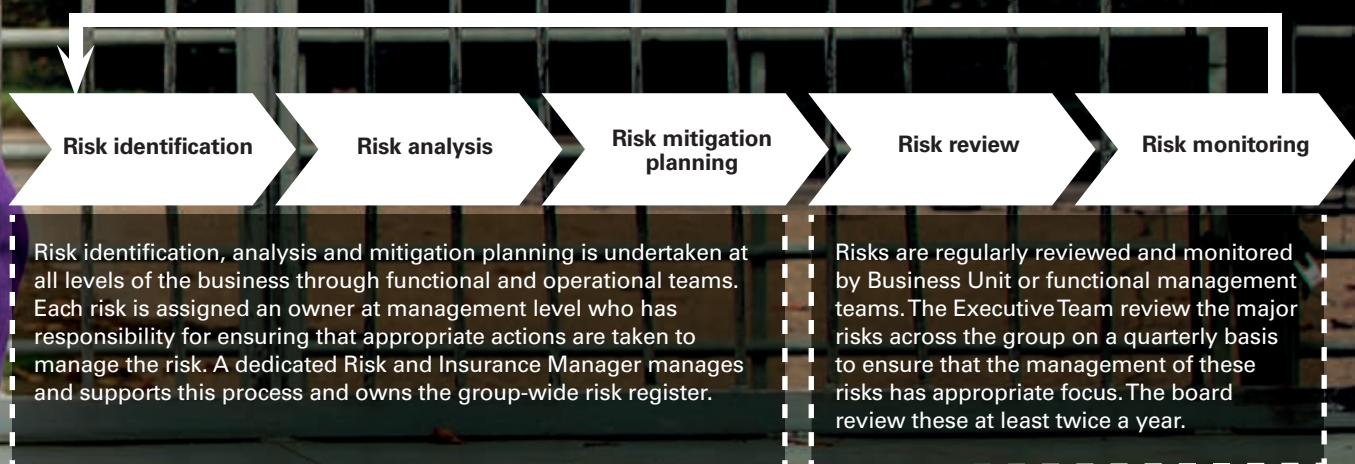 Risk identification
Risk analysis
Risk mitigation
planning
Risk review
Risk monitoring
Risk identification, analysis and mitigation planning is undertaken at
all levels of the business through functional and operational teams.
Each risk is assigned an owner at management level who has
responsibility for ensuring that appropriate actions are taken to
manage the risk. A dedicated Risk and Insurance Manager manages
and supports this process and owns the group-wide risk register.
Risks are regularly reviewed and monitored
by Business Unit or functional management
teams. The Executive Team review the major
risks across the group on a quarterly basis
to ensure that the management of these
risks has appropriate focus. The board
review these at least twice a year.